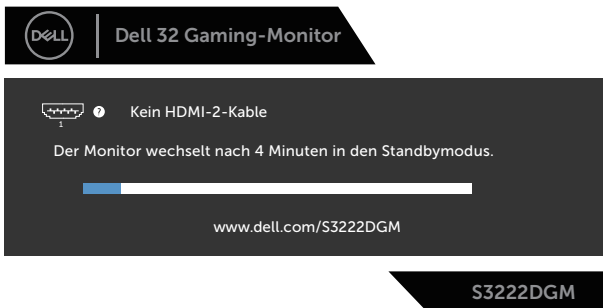 DELL
Dell 32 Gaming-Monitor
? Kein HDMI-2-Kable
1
Der Monitor wechselt nach 4 Minuten in den Standbymodus.
www.dell.com/S3222DGM
S3222DGM